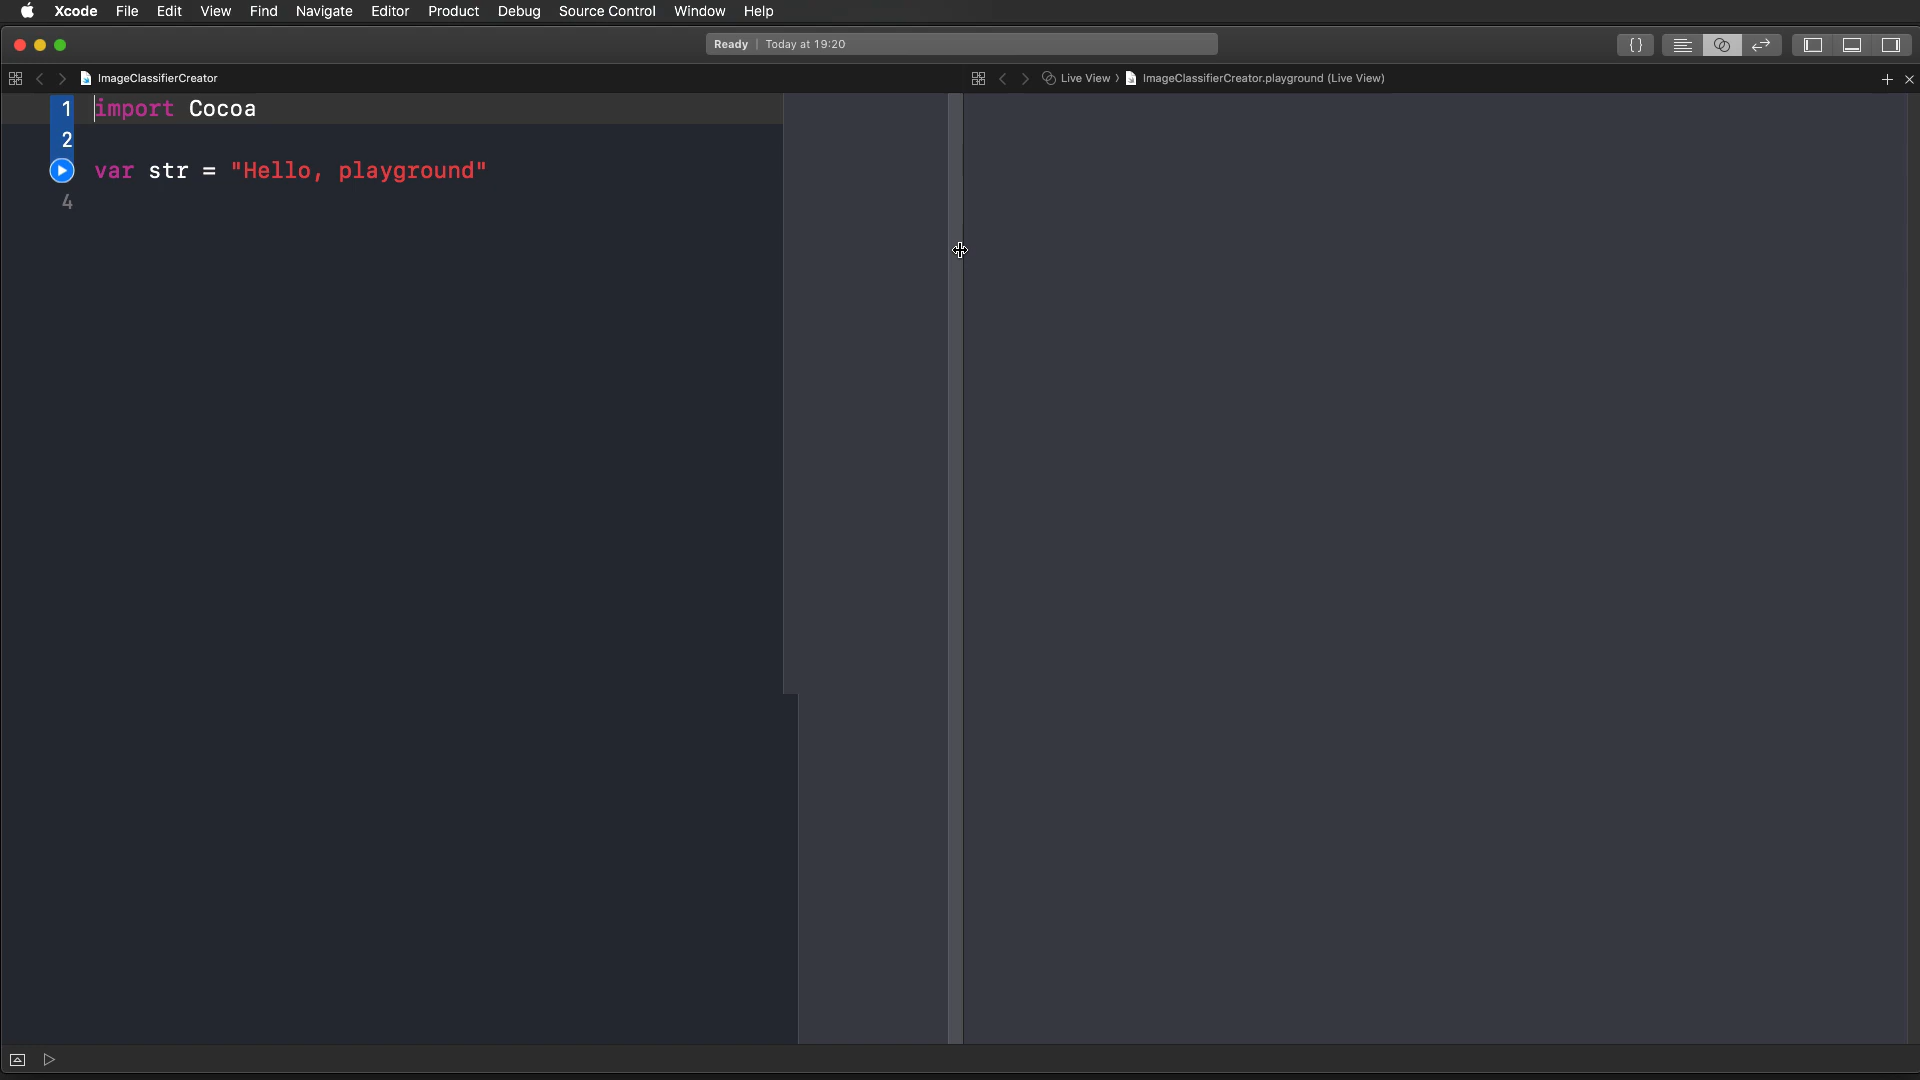 Xcode File Edit View Find Navigate Editor Product Debug Source Control Window Help
Ready | Today at 19:20
{}
ImageClassifierCreator
Live View › ImageClassifierCreator.playground (Live View)
1 import Cocoa
2
var str = "Hello, playground"
4